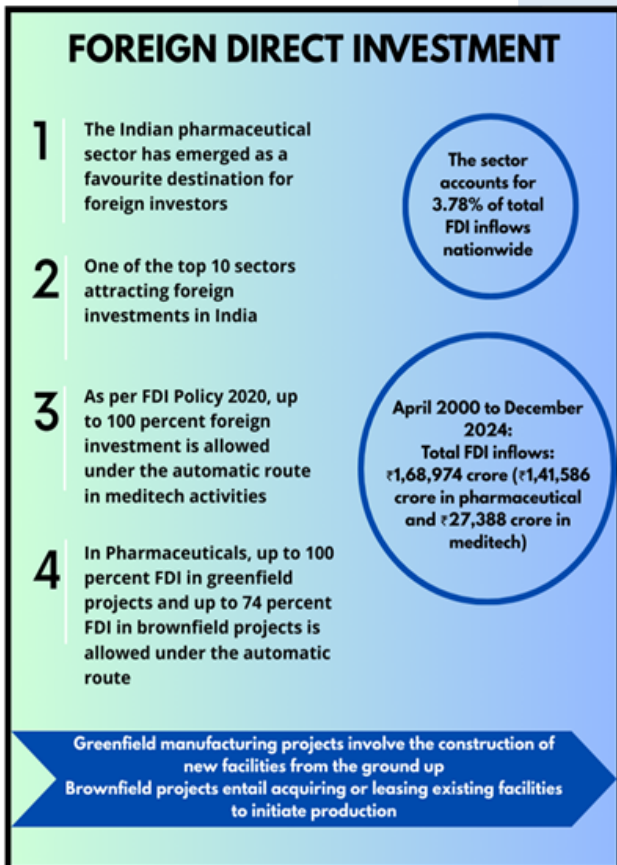 FOREIGN DIRECT INVESTMENT
1
The Indian pharmaceutical
sector has emerged as a
favourite destination for
foreign investors
The sector
accounts for
3.78% of total
FDI inflows
nationwide
2
One of the top 10 sectors
attracting foreign
investments in India
3
As per FDI Policy 2020, up
to 100 percent foreign
investment is allowed
under the automatic route
in meditech activities
April 2000 to December
2024:
Total FDI inflows:
₹1,68,974 crore (₹1,41,586
crore in pharmaceutical
and ₹27,388 crore in
meditech)
4
In Pharmaceuticals, up to 100
percent FDI in greenfield
projects and up to 74 percent
FDI in brownfield projects is
allowed under the automatic
route
Greenfield manufacturing projects involve the construction of
new facilities from the ground up
Brownfield projects entail acquiring or leasing existing facilities
to initiate production